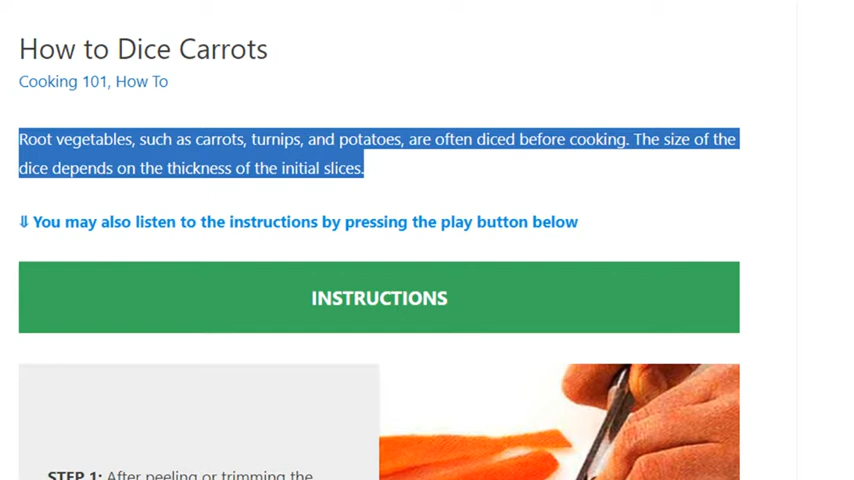 How to Dice Carrots
Cooking 101, How To
Root vegetables, such as carrots, turnips, and potatoes, are often diced before cooking. The size of the
dice depends on the thickness of the initial slices.
⇓ You may also listen to the instructions by pressing the play button below
INSTRUCTIONS
STEP 1: After peeling or trimming the